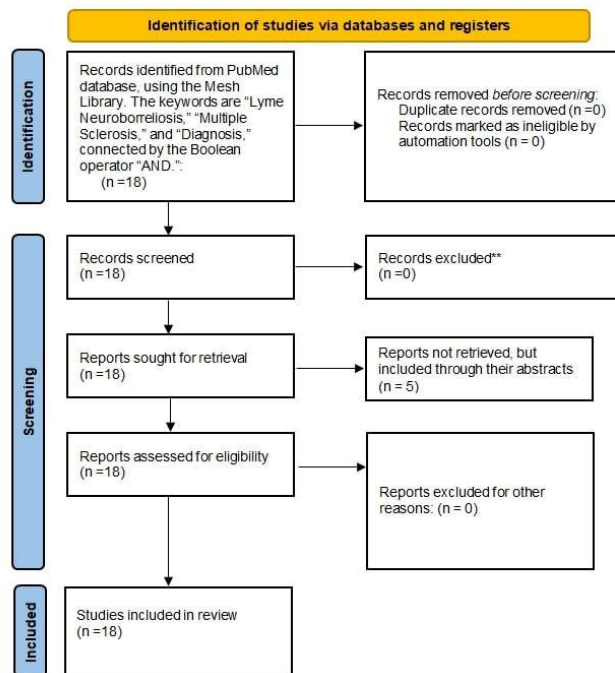 Identification of studies via databases and registers
Identification
Records identified from PubMed
database, using the Mesh
Library. The keywords are “Lyme
Neuroborreliosis,” “Multiple
Sclerosis,” and “Diagnosis,”
connected by the Boolean
operator “AND.”:
(n =18)
Records removed before screening:
Duplicate records removed (n =0)
Records marked as ineligible by
automation tools (n = 0)
Screening
Records screened
(n =18)
Records excluded**
(n =0)
Reports sought for retrieval
(n =18)
Reports not retrieved, but
included through their abstracts
(n = 5)
Reports assessed for eligibility
(n =18)
Reports excluded for other
reasons: (n = 0)
Included
Studies included in review
(n =18)